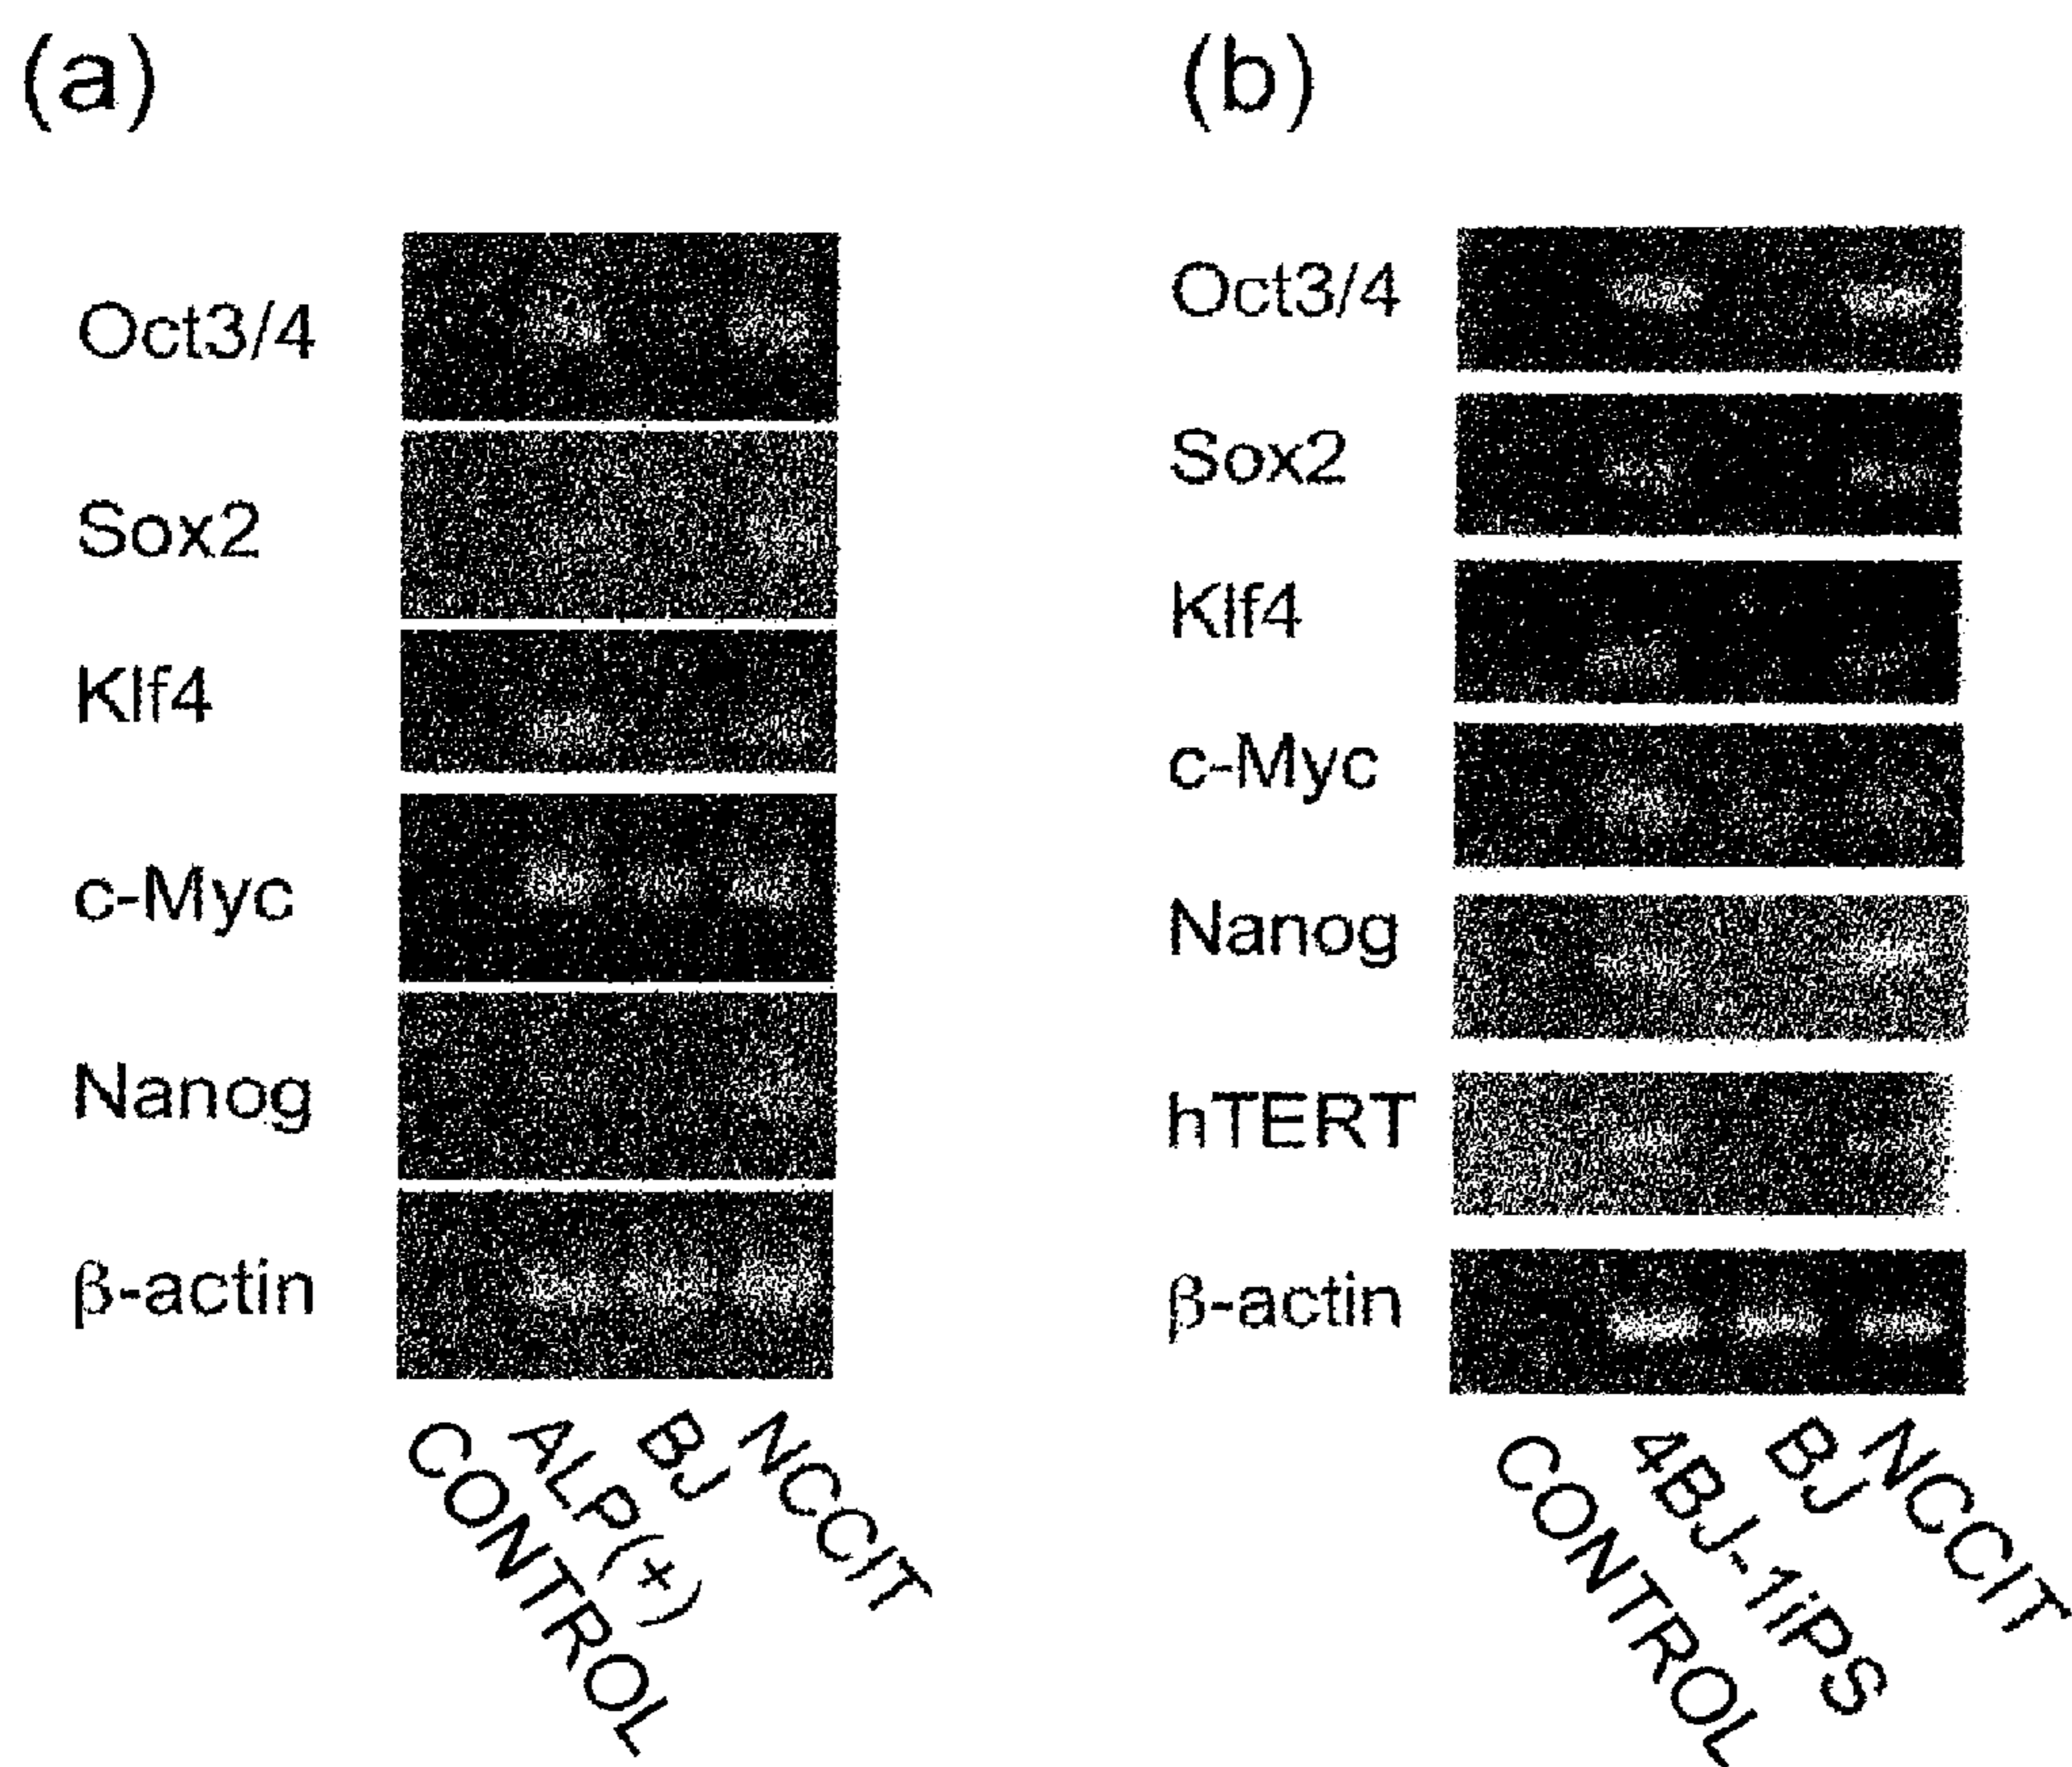 (a)
Oct3/4
Sox2
Klf4
c-Myc
Nanog
β-actin
CONTROL
ALP(+)
BJ
NCCIT
(b)
Oct3/4
Sox2
Klf4
c-Myc
Nanog
hTERT
β-actin
CONTROL
4BJ-1iPS
BJ
NCCIT